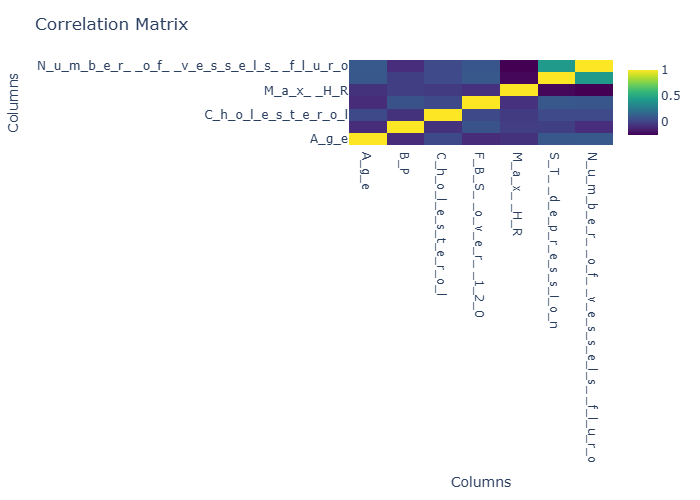 Correlation Matrix
Columns
N_u_m_b_e_r_ _o_f_ _v_e_s_s_e_l_s_ _f_l_u_r_o
M_a_x_ _H_R
C_h_o_l_e_s_t_e_r_o_l
A_g_e
1
0.5
0
A_g_e
B_P
C_h_o_l_e_s_t_e_r_o_l
F_B_S_ _o_v_e_r_ _1_2_0
M_a_x_ _H_R
S_T_ _d_e_p_r_e_s_s_i_o_n
N_u_m_b_e_r_ _o_f_ _v_e_s_s_e_l_s_ _f_l_u_r_o
Columns